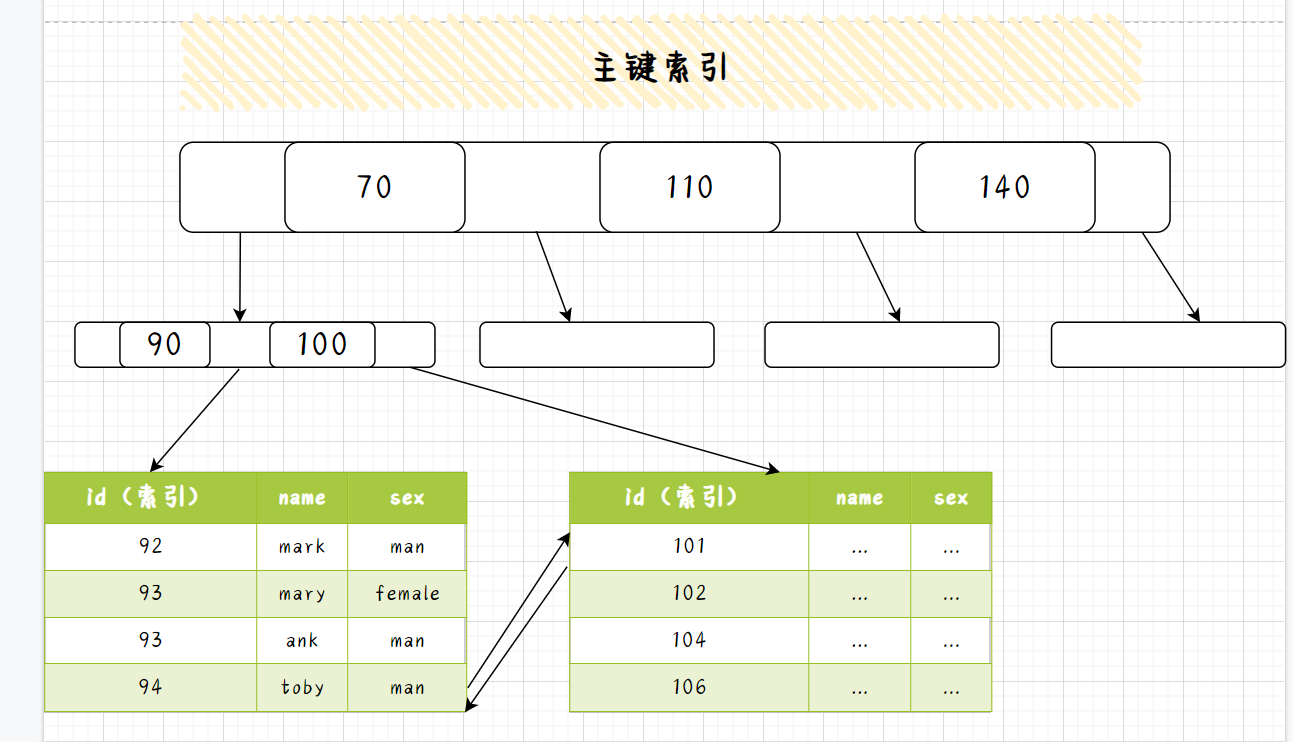 主键索引
70 110 140
90 100
id（索引） name sex
92 mark man
93 mary female
93 ank man
94 toby man
id（索引） name sex
101 ... ...
102 ... ...
104 ... ...
106 ... ...